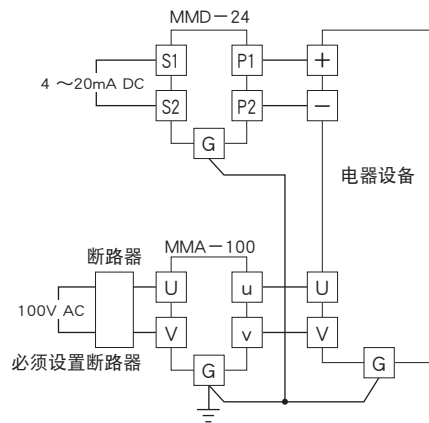 MMD－24
S1
P1
+
4 ～20mA DC
S2
P2
−
G
电器设备
断路器
MMA－100
U
u
U
100V AC
V
v
V
必须设置断路器
G
G